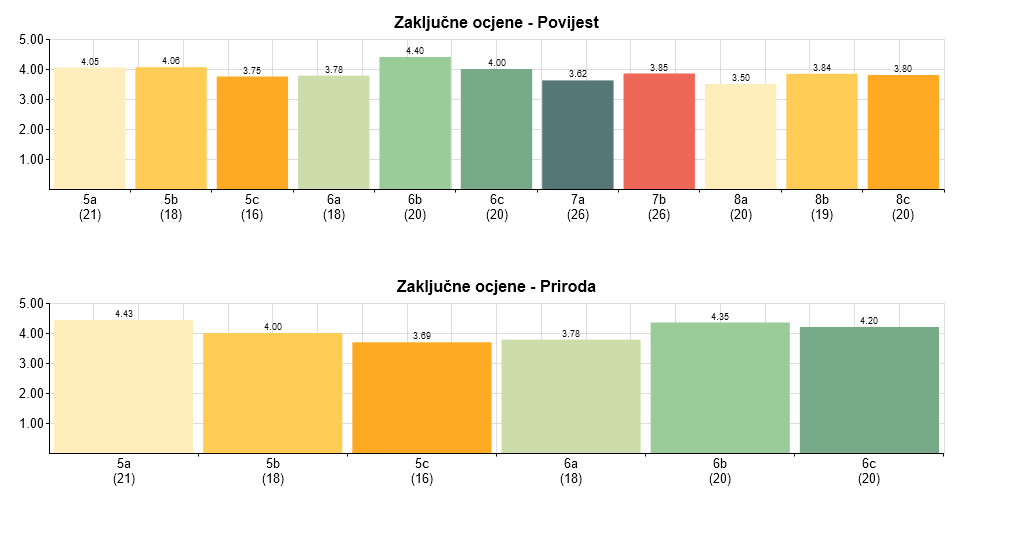 Zaključne ocjene - Povijest
5.00
4.00
3.00
2.00
1.00
4.05 4.06 3.75 3.78 4.40 4.00 3.62 3.85 3.50 3.84 3.80
5a 5b 5c 6a 6b 6c 7a 7b 8a 8b 8c
(21) (18) (16) (18) (20) (20) (26) (26) (20) (19) (20)
Zaključne ocjene - Priroda
5.00
4.00
3.00
2.00
1.00
4.43 4.00 3.69 3.78 4.35 4.20
5a 5b 5c 6a 6b 6c
(21) (18) (16) (18) (20) (20)